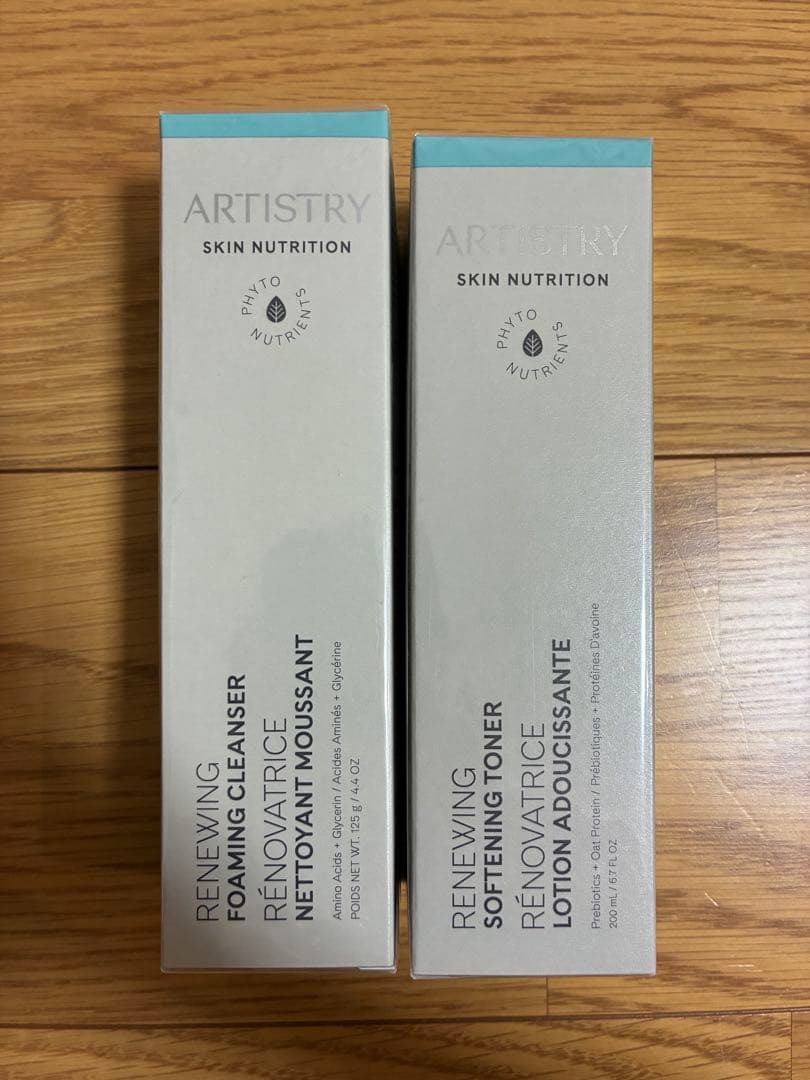 ARTISTRY
SKIN NUTRITION
PHYTO
NUTRIENTS
RENEWING
FOAMING CLEANSER
RÉNOVATRICE
NETTOYANT MOUSSANT
Amino Acids + Glycerin / Acides Aminés + Glycérine
POIDS NET WT. 125 g / 4.4 OZ
ARTISTRY
SKIN NUTRITION
PHYTO
NUTRIENTS
RENEWING
SOFTENING TONER
RÉNOVATRICE
LOTION ADOUCISSANTE
Prebiotics + Oat Protein / Prébiotiques + Protéines D'avoine
200 mL / 6.7 FL OZ